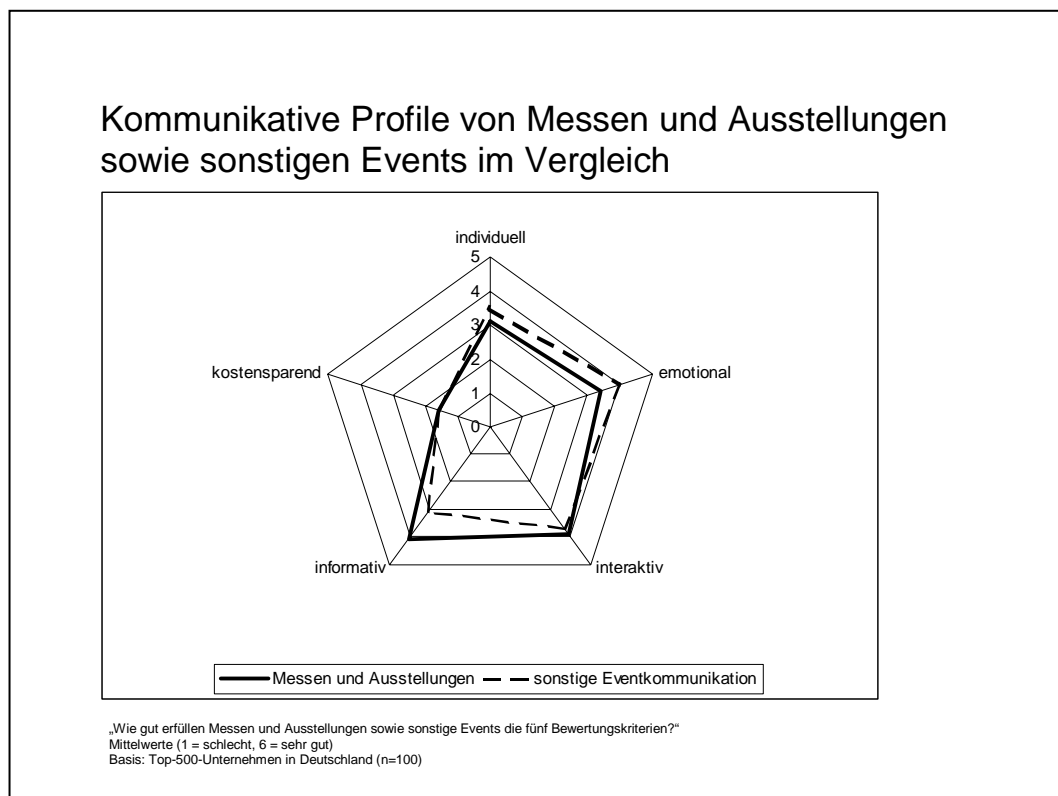 Kommunikative Profile von Messen und Ausstellungen
sowie sonstigen Events im Vergleich
individuell
5
4
3
2
1
0
kostensparend
emotional
informativ
interaktiv
Messen und Ausstellungen
sonstige Eventkommunikation
„Wie gut erfüllen Messen und Ausstellungen sowie sonstige Events die fünf Bewertungskriterien?“
Mittelwerte (1 = schlecht, 6 = sehr gut)
Basis: Top-500-Unternehmen in Deutschland (n=100)